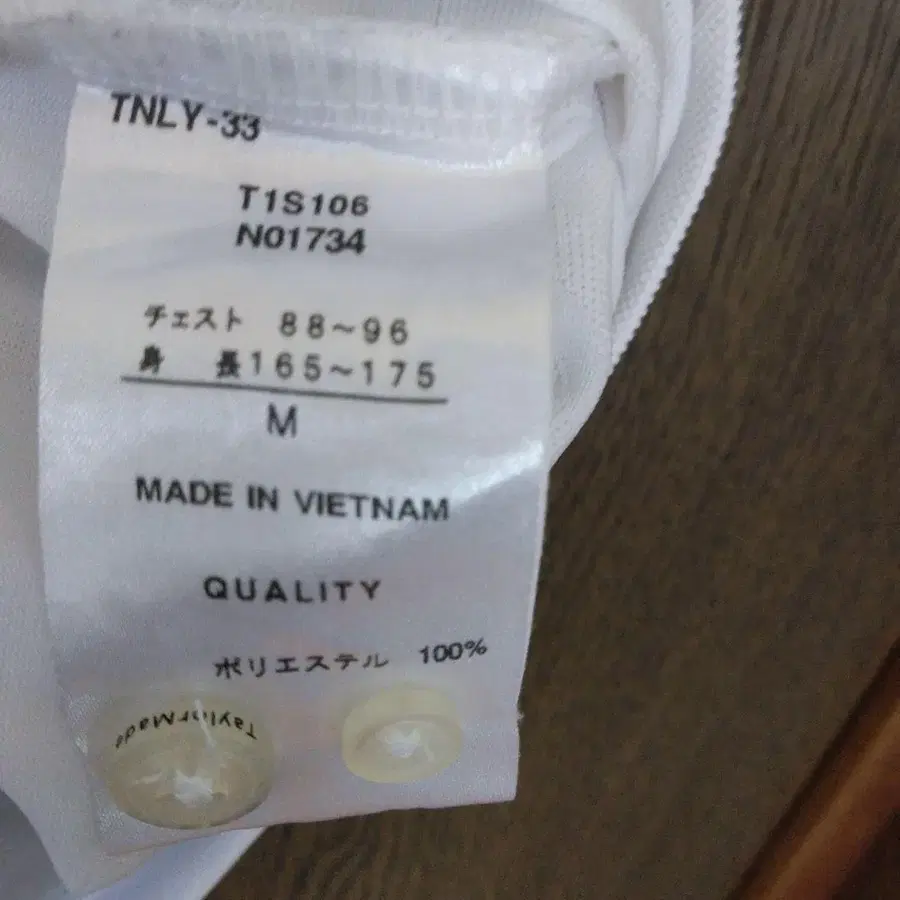 TNLY-33
T1S106
N01734
チェスト 88~96
身 長165~175
M
MADE IN VIETNAM
QUALITY
ポリエステル 100%
TaylorMade